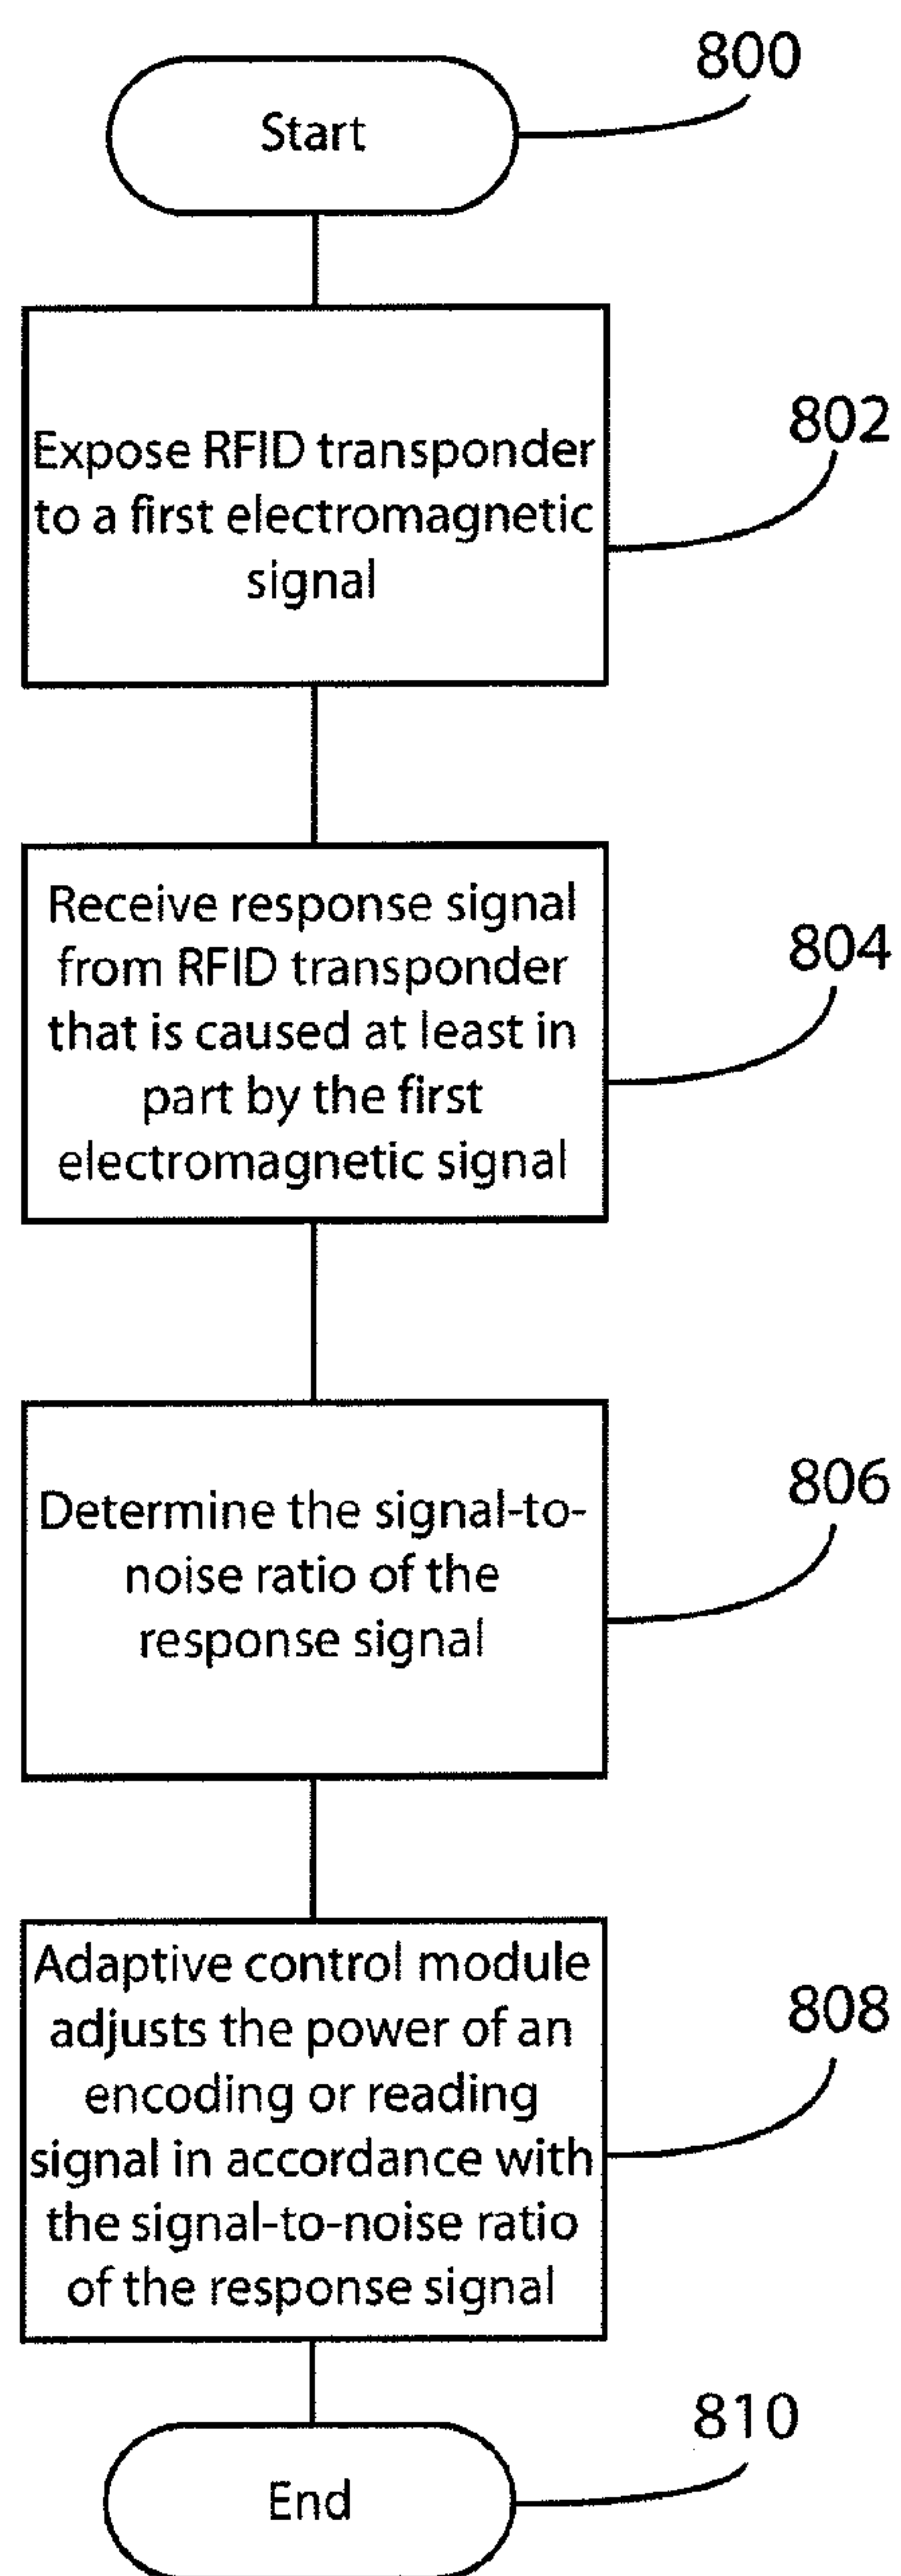 800
Start
802
Expose RFID transponder
to a first electromagnetic
signal
804
Receive response signal
from RFID transponder
that is caused at least in
part by the first
electromagnetic signal
806
Determine the signal-to-
noise ratio of the
response signal
808
Adaptive control module
adjusts the power of an
encoding or reading
signal in accordance with
the signal-to-noise ratio
of the response signal
810
End